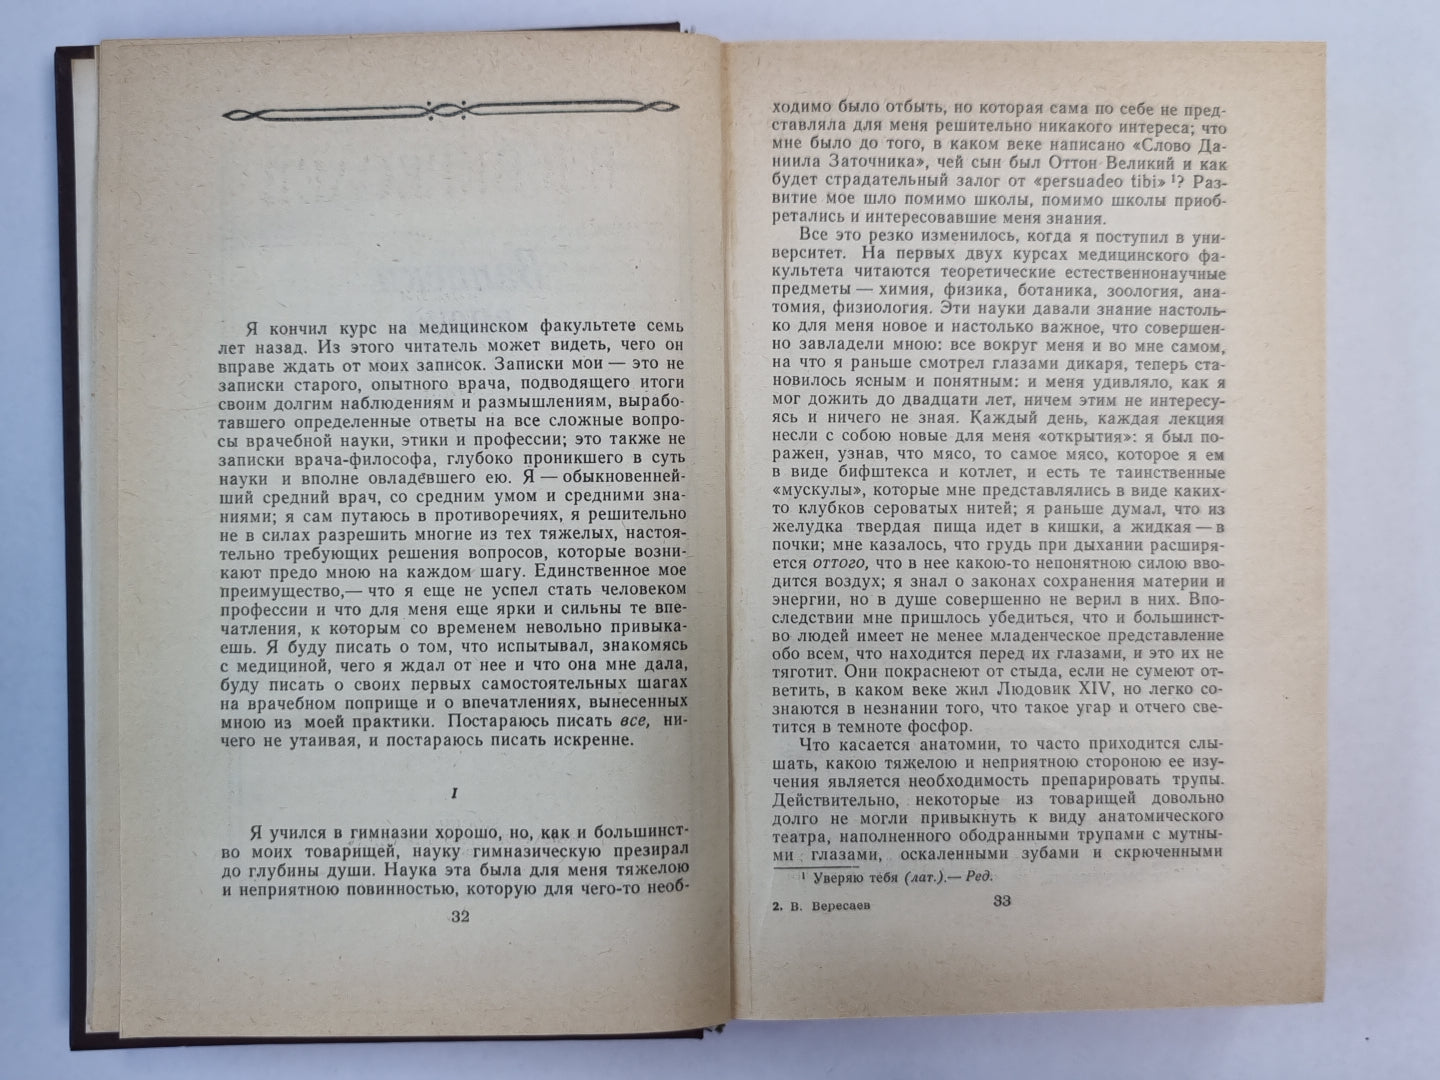 Я кончил курс на медицинском факультете семь
лет назад. Из этого читатель может видеть, чего он
вправе ждать от моих записок. Записки мои — это не
записки старого, опытного врача, подводящего итоги
своим долгим наблюдениям и размышлениям, вырабо-
тавшего определенные ответы на все сложные вопро-
сы врачебной науки, этики и профессии; это также не
записки врача-философа, глубоко проникшего в суть
науки и вполне овладевшего ею. Я — обыкновенней-
ший средний врач, со средним умом и средними зна-
ниями; я сам путаюсь в противоречиях, я решительно
не в силах разрешить многие из тех тяжелых, настоя-
тельно требующих решения вопросов, которые возни-
кают предо мною на каждом шагу. Единственное мое
преимущество,— что я еще не успел стать человеком
профессии и что для меня еще ярки и сильны те впе-
чатления, к которым со временем невольно привыка-
ешь. Я буду писать о том, что испытывал, знакомясь
с медициной, чего я ждал от нее и что она мне дала,
буду писать о своих первых самостоятельных шагах
на врачебном поприще и о впечатлениях, вынесенных
мною из моей практики. Постараюсь писать все, ни-
чего не утаивая, и постараюсь писать искренне.
I
Я учился в гимназии хорошо, но, как и большинст-
во моих товарищей, науку гимназическую презирал
до глубины души. Наука эта была для меня тяжелою
и неприятною повинностью, которую для чего-то необ-
32
ходимо было отбыть, но которая сама по себе не пред-
ставляла для меня решительно никакого интереса; что
мне было до того, в каком веке написано «Слово Да-
ниила Заточника», чей сын был Оттон Великий и как
будет страдательный залог от «persuadeo tibi» ¹? Раз-
витие мое шло помимо школы, помимо школы приоб-
ретались и интересовавшие меня знания.
Все это резко изменилось, когда я поступил в уни-
верситет. На первых двух курсах медицинского фа-
культета читаются теоретические естественнонаучные
предметы — химия, физика, ботаника, зоология, ана-
томия, физиология. Эти науки давали знание настоль-
ко для меня новое и настолько важное, что совершен-
но завладели мною: все вокруг меня и во мне самом,
на что я раньше смотрел глазами дикаря, теперь ста-
новилось ясным и понятным: и меня удивляло, как я
мог дожить до двадцати лет, ничем этим не интересу-
ясь и ничего не зная. Каждый день, каждая лекция
несли с собою новые для меня «открытия»: я был по-
ражен, узнав, что мясо, то самое мясо, которое я ем
в виде бифштекса и котлет, и есть те таинственные
«мускулы», которые мне представлялись в виде каких-
то клубков сероватых нитей; я раньше думал, что из
желудка твердая пища идет в кишки, а жидкая — в
почки; мне казалось, что грудь при дыхании расширя-
ется оттого, что в нее какою-то непонятною силою вво-
дится воздух; я знал о законах сохранения материи и
энергии, но в душе совершенно не верил в них. Впо-
следствии мне пришлось убедиться, что и большинст-
во людей имеет не менее младенческое представление
обо всем, что находится перед их глазами, и это их не
тяготит. Они покраснеют от стыда, если не сумеют от-
ветить, в каком веке жил Людовик XIV, но легко со-
знаются в незнании того, что такое угар и отчего све-
тится в темноте фосфор.
Что касается анатомии, то часто приходится слы-
шать, какою тяжелою и неприятною стороною ее изу-
чения является необходимость препарировать трупы.
Действительно, некоторые из товарищей довольно
долго не могли привыкнуть к виду анатомического
театра, наполненного ободранными трупами с мутны-
ми глазами, оскаленными зубами и скрюченными
¹ Уверяю тебя (лат.).— Ред.
2. В. Вересаев
33